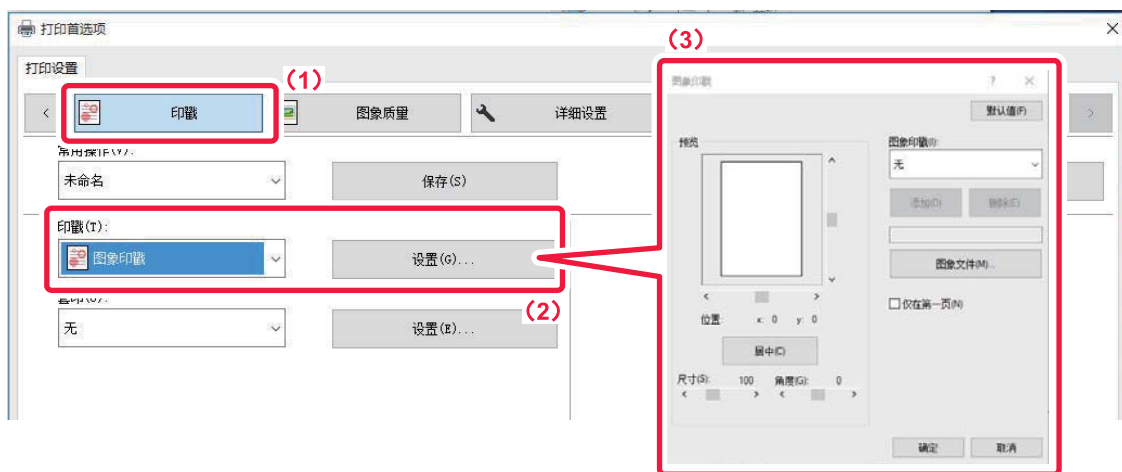 打印首选项
打印设置
(1)
印戳
图象质量
详细设置
常用操作(V):
未命名
保存(S)
印戳(T):
图象印戳
设置(G)...
(2)
无
设置(E)...
(3)
图象印戳
默认值(F)
预览
图象印戳(I):
无
添加(D)
删除(E)
图象文件(M)...
仅在第一页(N)
位置: x: 0 y: 0
居中(C)
尺寸(S): 100 角度(G): 0
确定
取消